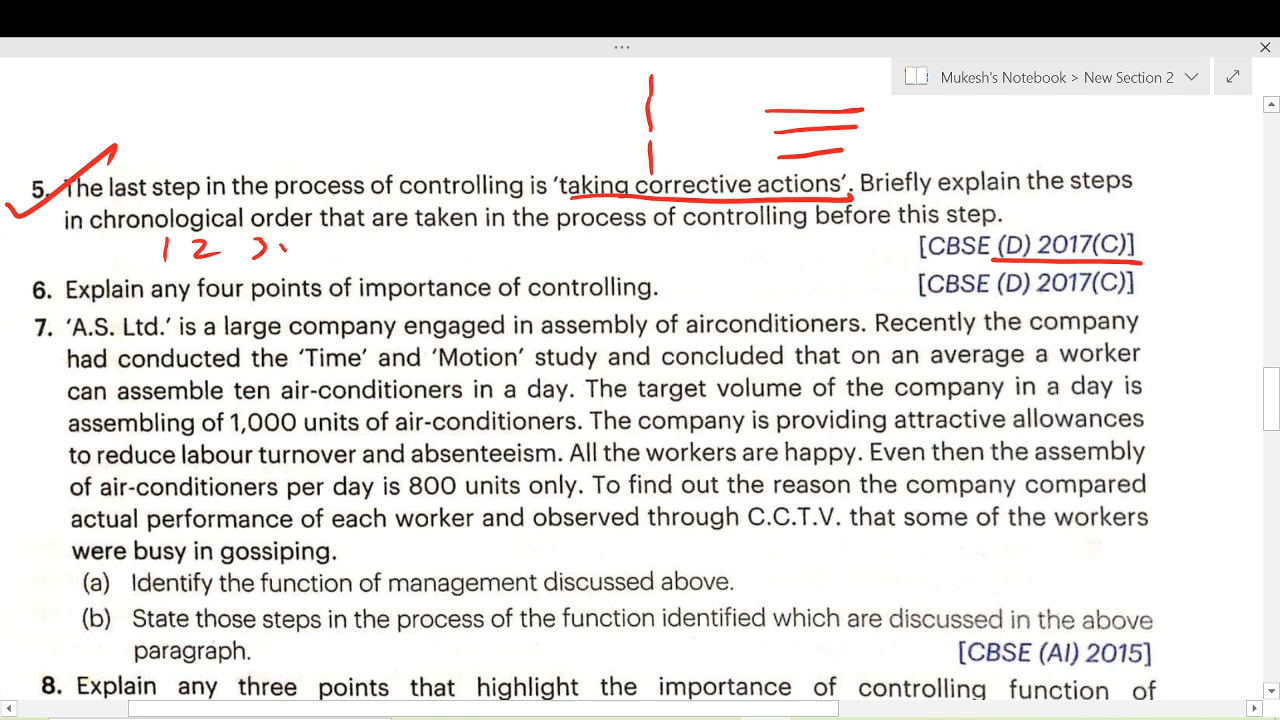 ...
Mukesh's Notebook > New Section 2
5. The last step in the process of controlling is ‘taking corrective actions’. Briefly explain the steps
in chronological order that are taken in the process of controlling before this step.
1 2 3.
[CBSE (D) 2017(C)]
6. Explain any four points of importance of controlling. [CBSE (D) 2017(C)]
7. ‘A.S. Ltd.’ is a large company engaged in assembly of airconditioners. Recently the company
had conducted the ‘Time’ and ‘Motion’ study and concluded that on an average a worker
can assemble ten air-conditioners in a day. The target volume of the company in a day is
assembling of 1,000 units of air-conditioners. The company is providing attractive allowances
to reduce labour turnover and absenteeism. All the workers are happy. Even then the assembly
of air-conditioners per day is 800 units only. To find out the reason the company compared
actual performance of each worker and observed through C.C.T.V. that some of the workers
were busy in gossiping.
(a) Identify the function of management discussed above.
(b) State those steps in the process of the function identified which are discussed in the above
paragraph. [CBSE (AI) 2015]
8. Explain any three points that highlight the importance of controlling function of